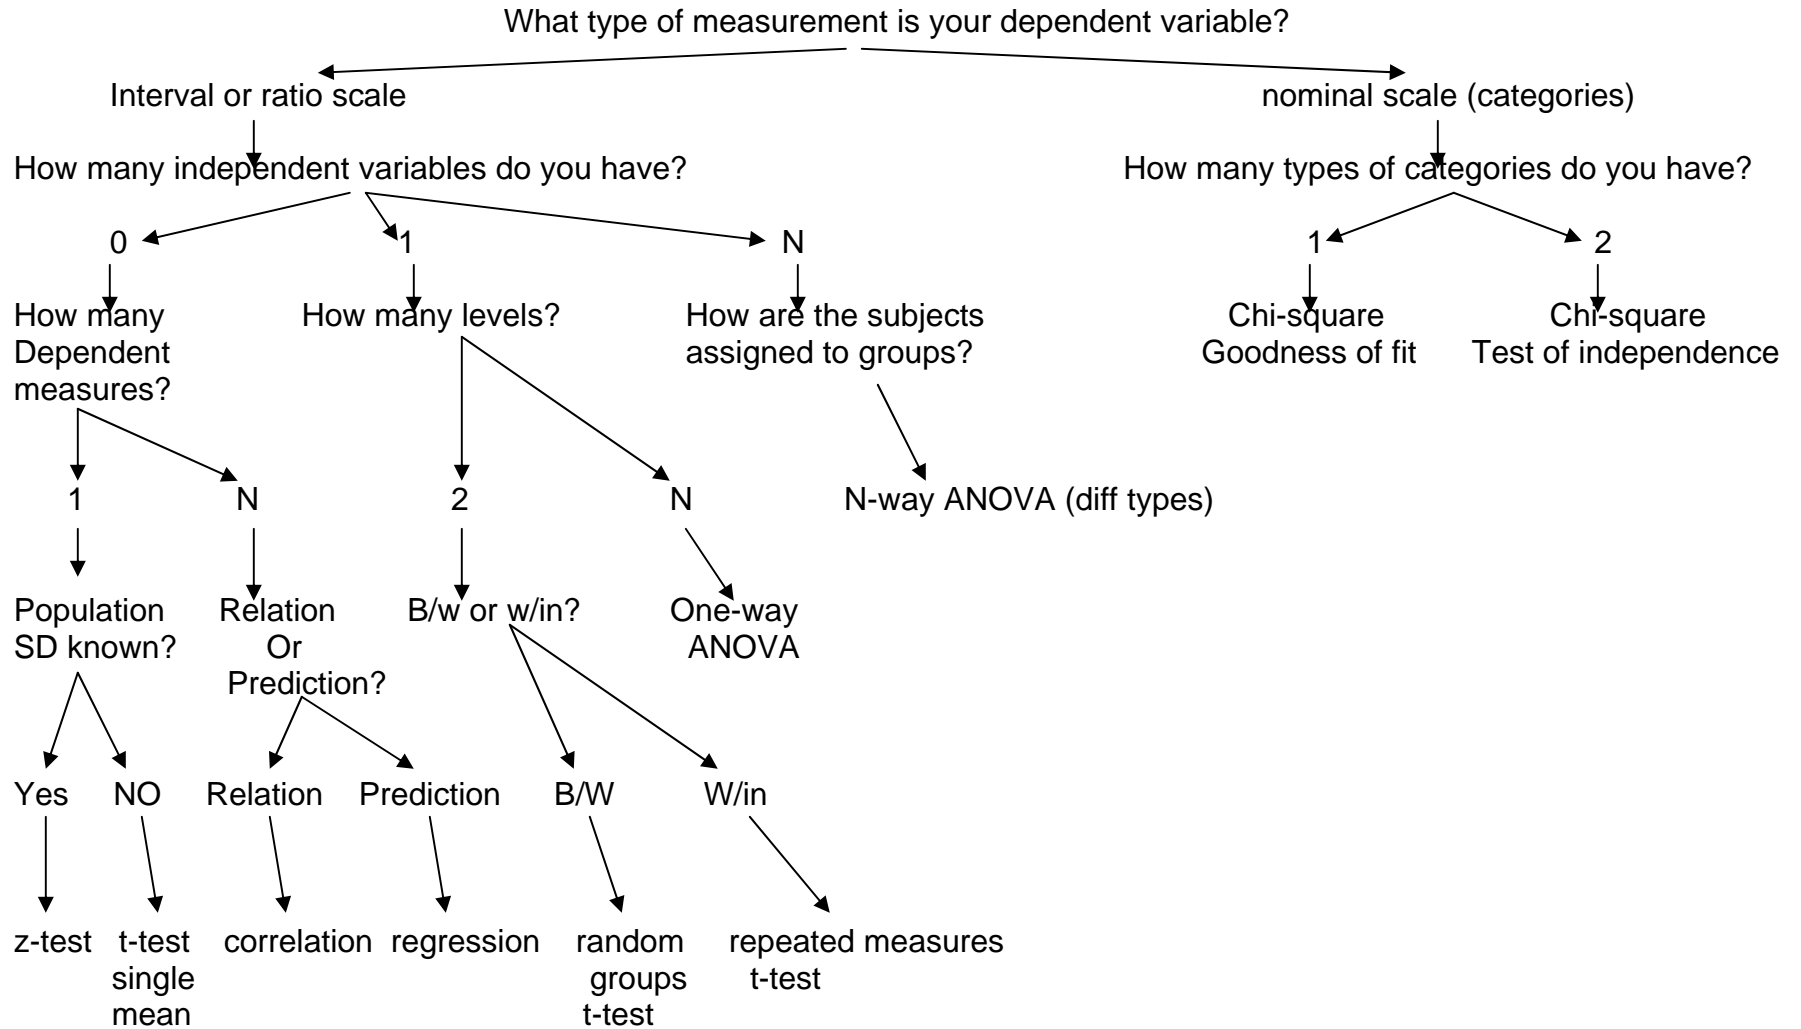 What type of measurement is your dependent variable?
Interval or ratio scale
nominal scale (categories)
How many independent variables do you have?
How many types of categories do you have?
0
1
N
1
2
How many
Dependent
measures?
How many levels?
How are the subjects
assigned to groups?
Chi-square
Goodness of fit
Chi-square
Test of independence
1
N
2
N
N-way ANOVA (diff types)
Population
SD known?
Relation
Or
Prediction?
B/w or w/in?
One-way
ANOVA
Yes
NO
Relation
Prediction
B/W
W/in
z-test
t-test
single
mean
correlation
regression
random
groups
t-test
repeated measures
t-test